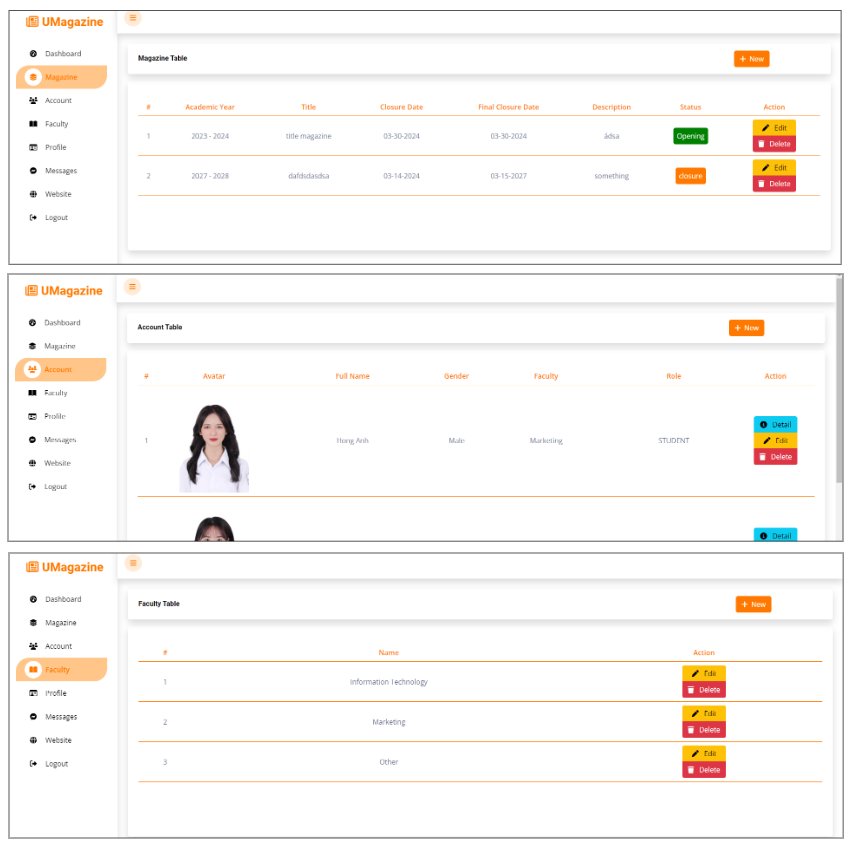 UMagazine
Dashboard
Magazine
Account
Faculty
Profile
Messages
Website
Logout
Magazine Table
+ New
# Academic Year Title Closure Date Final Closure Date Description Status Action
1 2023 - 2024 title magazine 03-30-2024 03-30-2024 âdsa Opening Edit
Delete
2 2027 - 2028 dafdsdasdsa 03-14-2024 03-15-2027 something closure Edit
Delete
UMagazine
Dashboard
Magazine
Account
Faculty
Profile
Messages
Website
Logout
Account Table
+ New
# Avatar Full Name Gender Faculty Role Action
1 Hong Anh Male Marketing STUDENT Detail
Edit
Delete
Detail
UMagazine
Dashboard
Magazine
Account
Faculty
Profile
Messages
Website
Logout
Faculty Table
+ New
# Name Action
1 Information Technology Edit
Delete
2 Marketing Edit
Delete
3 Other Edit
Delete